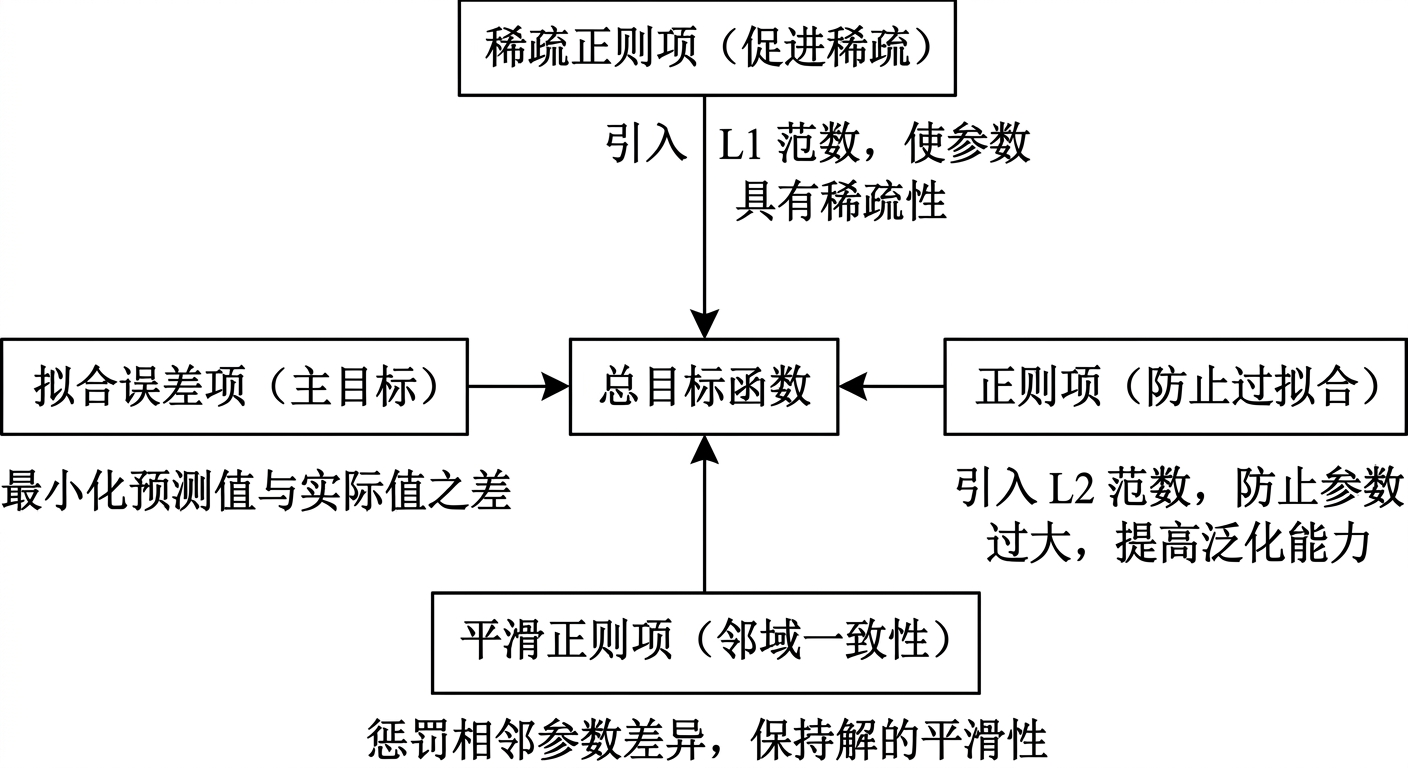 稀疏正则项（促进稀疏）
引入 L1 范数，使参数
具有稀疏性
拟合误差项（主目标）
总目标函数
正则项（防止过拟合）
最小化预测值与实际值之差
引入 L2 范数，防止参数
过大，提高泛化能力
平滑正则项（邻域一致性）
惩罚相邻参数差异，保持解的平滑性